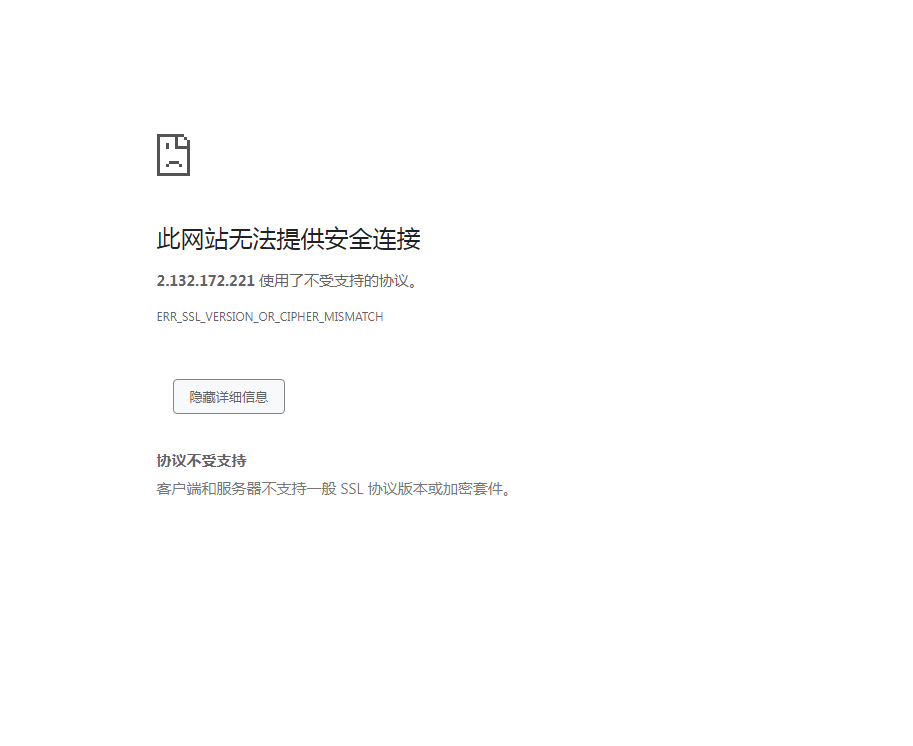 此网站无法提供安全连接
2.132.172.221 使用了不受支持的协议。
ERR_SSL_VERSION_OR_CIPHER_MISMATCH
隐藏详细信息
协议不受支持
客户端和服务器不支持一般 SSL 协议版本或加密套件。